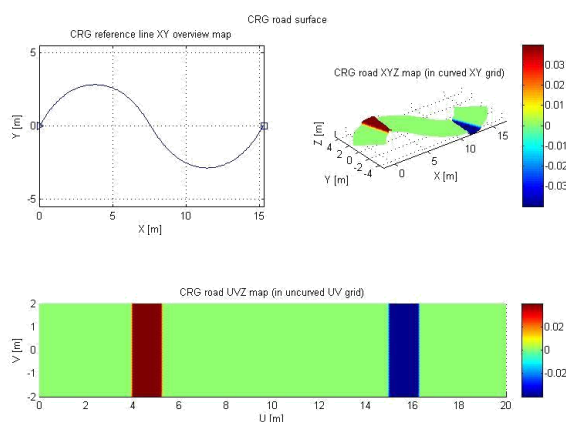 CRG road surface
CRG reference line XY overview map
5
0
-5
Y [m]
0 5 10 15
X [m]
CRG road XYZ map (in curved XY grid)
Z [m]
4 2 0 -2 -4
Y [m]
0 5 10 15
X [m]
0.03
0.02
0.01
0
-0.01
-0.02
-0.03
CRG road UVZ map (in uncurved UV grid)
2
1
0
-1
-2
V [m]
0 2 4 6 8 10 12 14 16 18 20
U [m]
0.02
0
-0.02